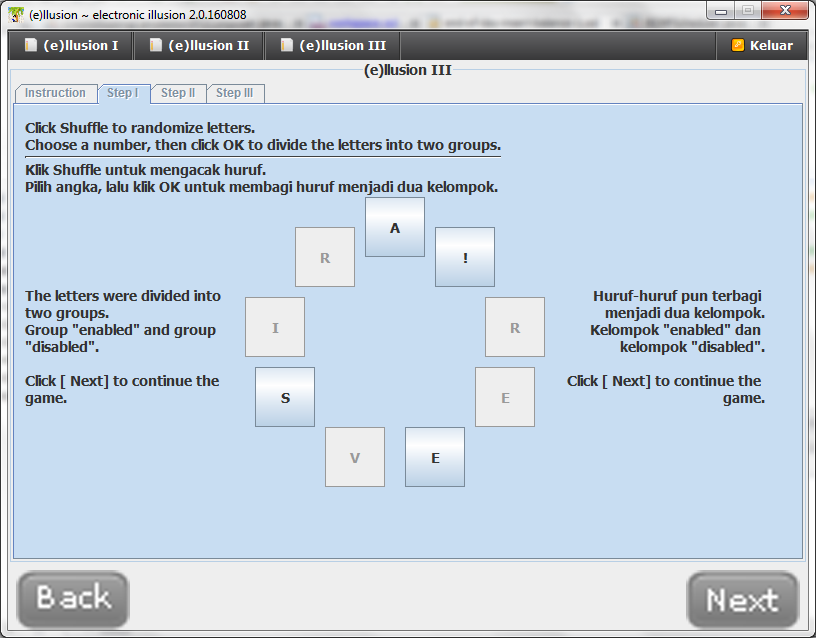 (e)llusion ~ electronic illusion 2.0.160808
(e)llusion I
(e)llusion II
(e)llusion III
Keluar
(e)llusion III
Instruction
Step I
Step II
Step III
Click Shuffle to randomize letters.
Choose a number, then click OK to divide the letters into two groups.
Klik Shuffle untuk mengacak huruf.
Pilih angka, lalu klik OK untuk membagi huruf menjadi dua kelompok.
A
R
!
The letters were divided into
two groups.
Group "enabled" and group
"disabled".
Click [ Next] to continue the
game.
I
R
Huruf-huruf pun terbagi
menjadi dua kelompok.
Kelompok "enabled" dan
kelompok "disabled".
Click [ Next] to continue the
game.
S
E
V
E
Back
Next